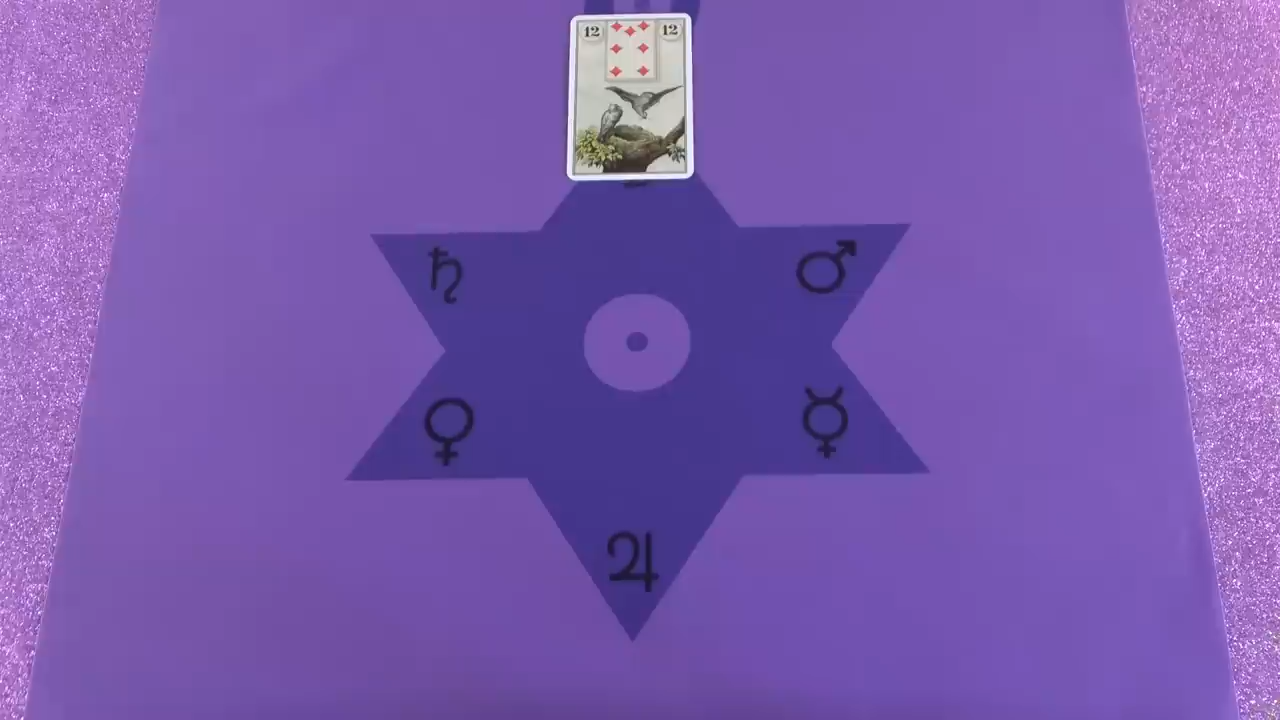 12 12
♄ ♂
♀ ☿
♃